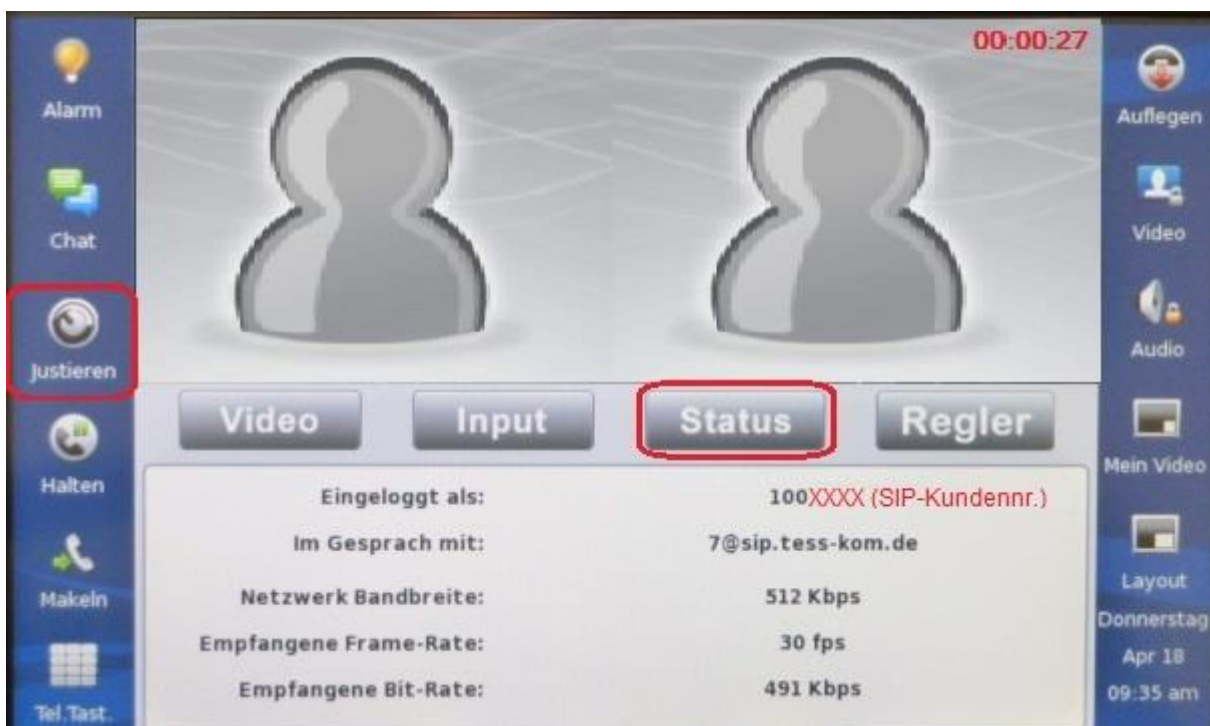 00:00:27
Alarm
Chat
Justieren
Halten
Makeln
Tel.Tast.
Auflegen
Video
Audio
Mein Video
Layout
Donnerstag
Apr 18
09:35 am
Video Input Status Regler
Eingeloggt als: 100XXXX (SIP-Kundennr.)
Im Gesprach mit: 7@sip.tess-kom.de
Netzwerk Bandbreite: 512 Kbps
Empfangene Frame-Rate: 30 fps
Empfangene Bit-Rate: 491 Kbps